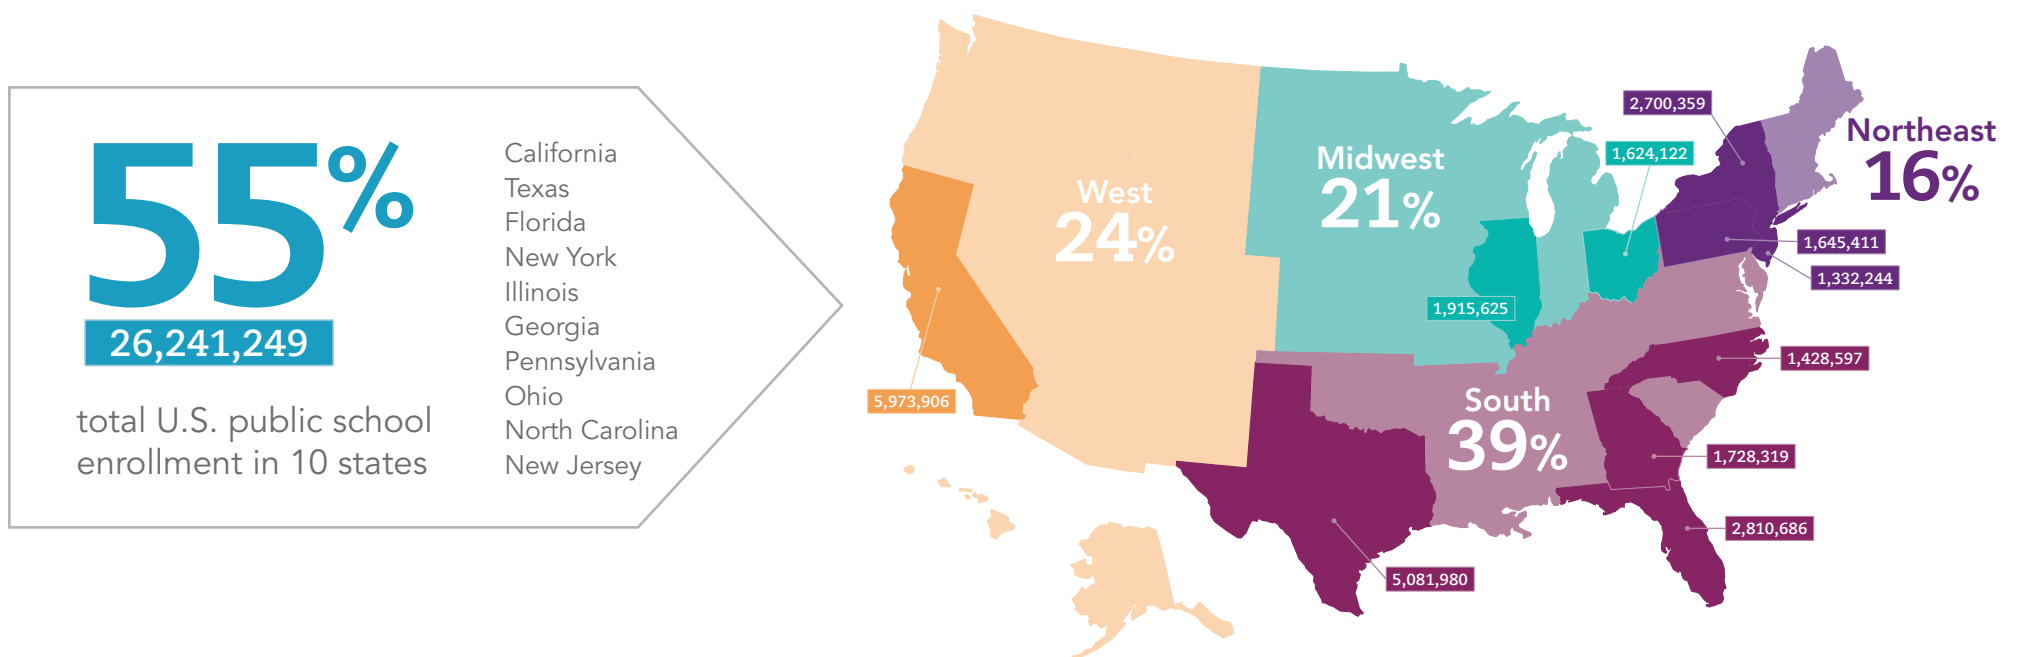 55%
26,241,249
total U.S. public school
enrollment in 10 states
California
Texas
Florida
New York
Illinois
Georgia
Pennsylvania
Ohio
North Carolina
New Jersey
West
24%
5,973,906
Midwest
21%
1,624,122
1,915,625
Northeast
16%
2,700,359
1,645,411
1,332,244
South
39%
1,428,597
1,728,319
2,810,686
5,081,980